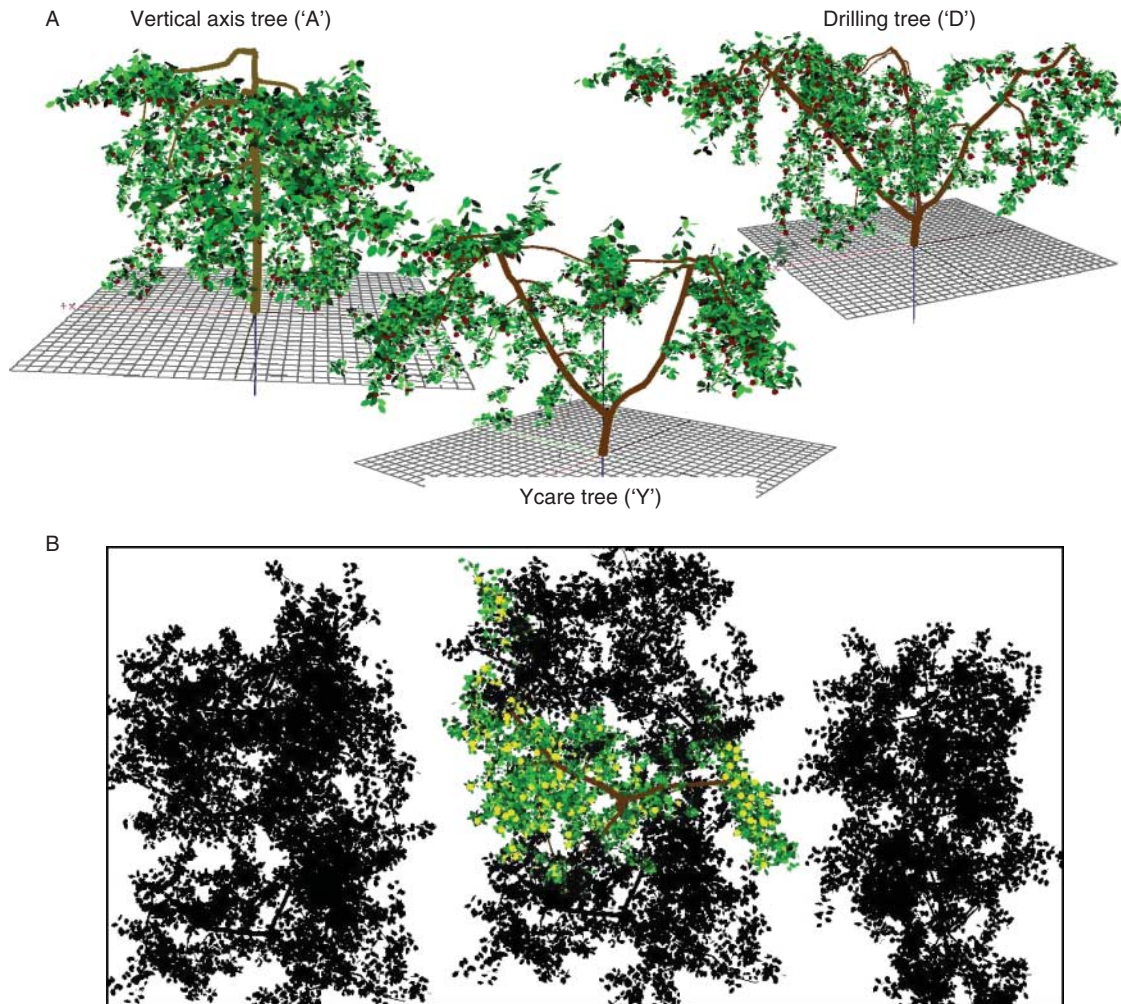 A
Vertical axis tree (‘A’)
Drilling tree (‘D’)
Ycare tree (‘Y’)
B